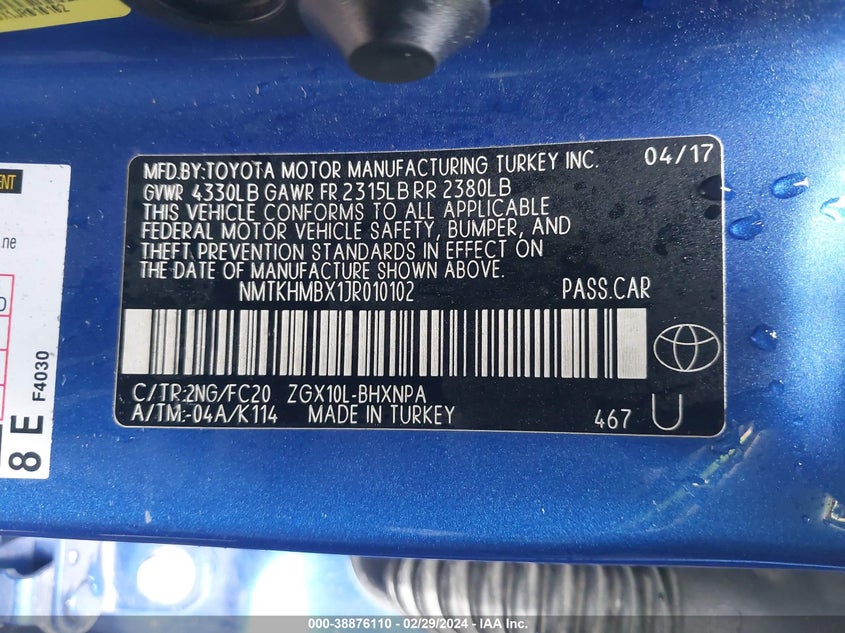 MFD.BY:TOYOTA MOTOR MANUFACTURING TURKEY INC. 04/17
GVWR 4330LB GAWR FR 2315LB RR 2380LB
THIS VEHICLE CONFORMS TO ALL APPLICABLE
FEDERAL MOTOR VEHICLE SAFETY, BUMPER, AND
THEFT PREVENTION STANDARDS IN EFFECT ON
THE DATE OF MANUFACTURE SHOWN ABOVE.
NMTKHMBX1JR010102 PASS.CAR
C/TR:2NG/FC20 ZGX10L-BHXNPA
A/TM:-04A/K114 MADE IN TURKEY 467 U
ne
8 E F4030
000-38876110 - 02/29/2024 - IAA Inc.